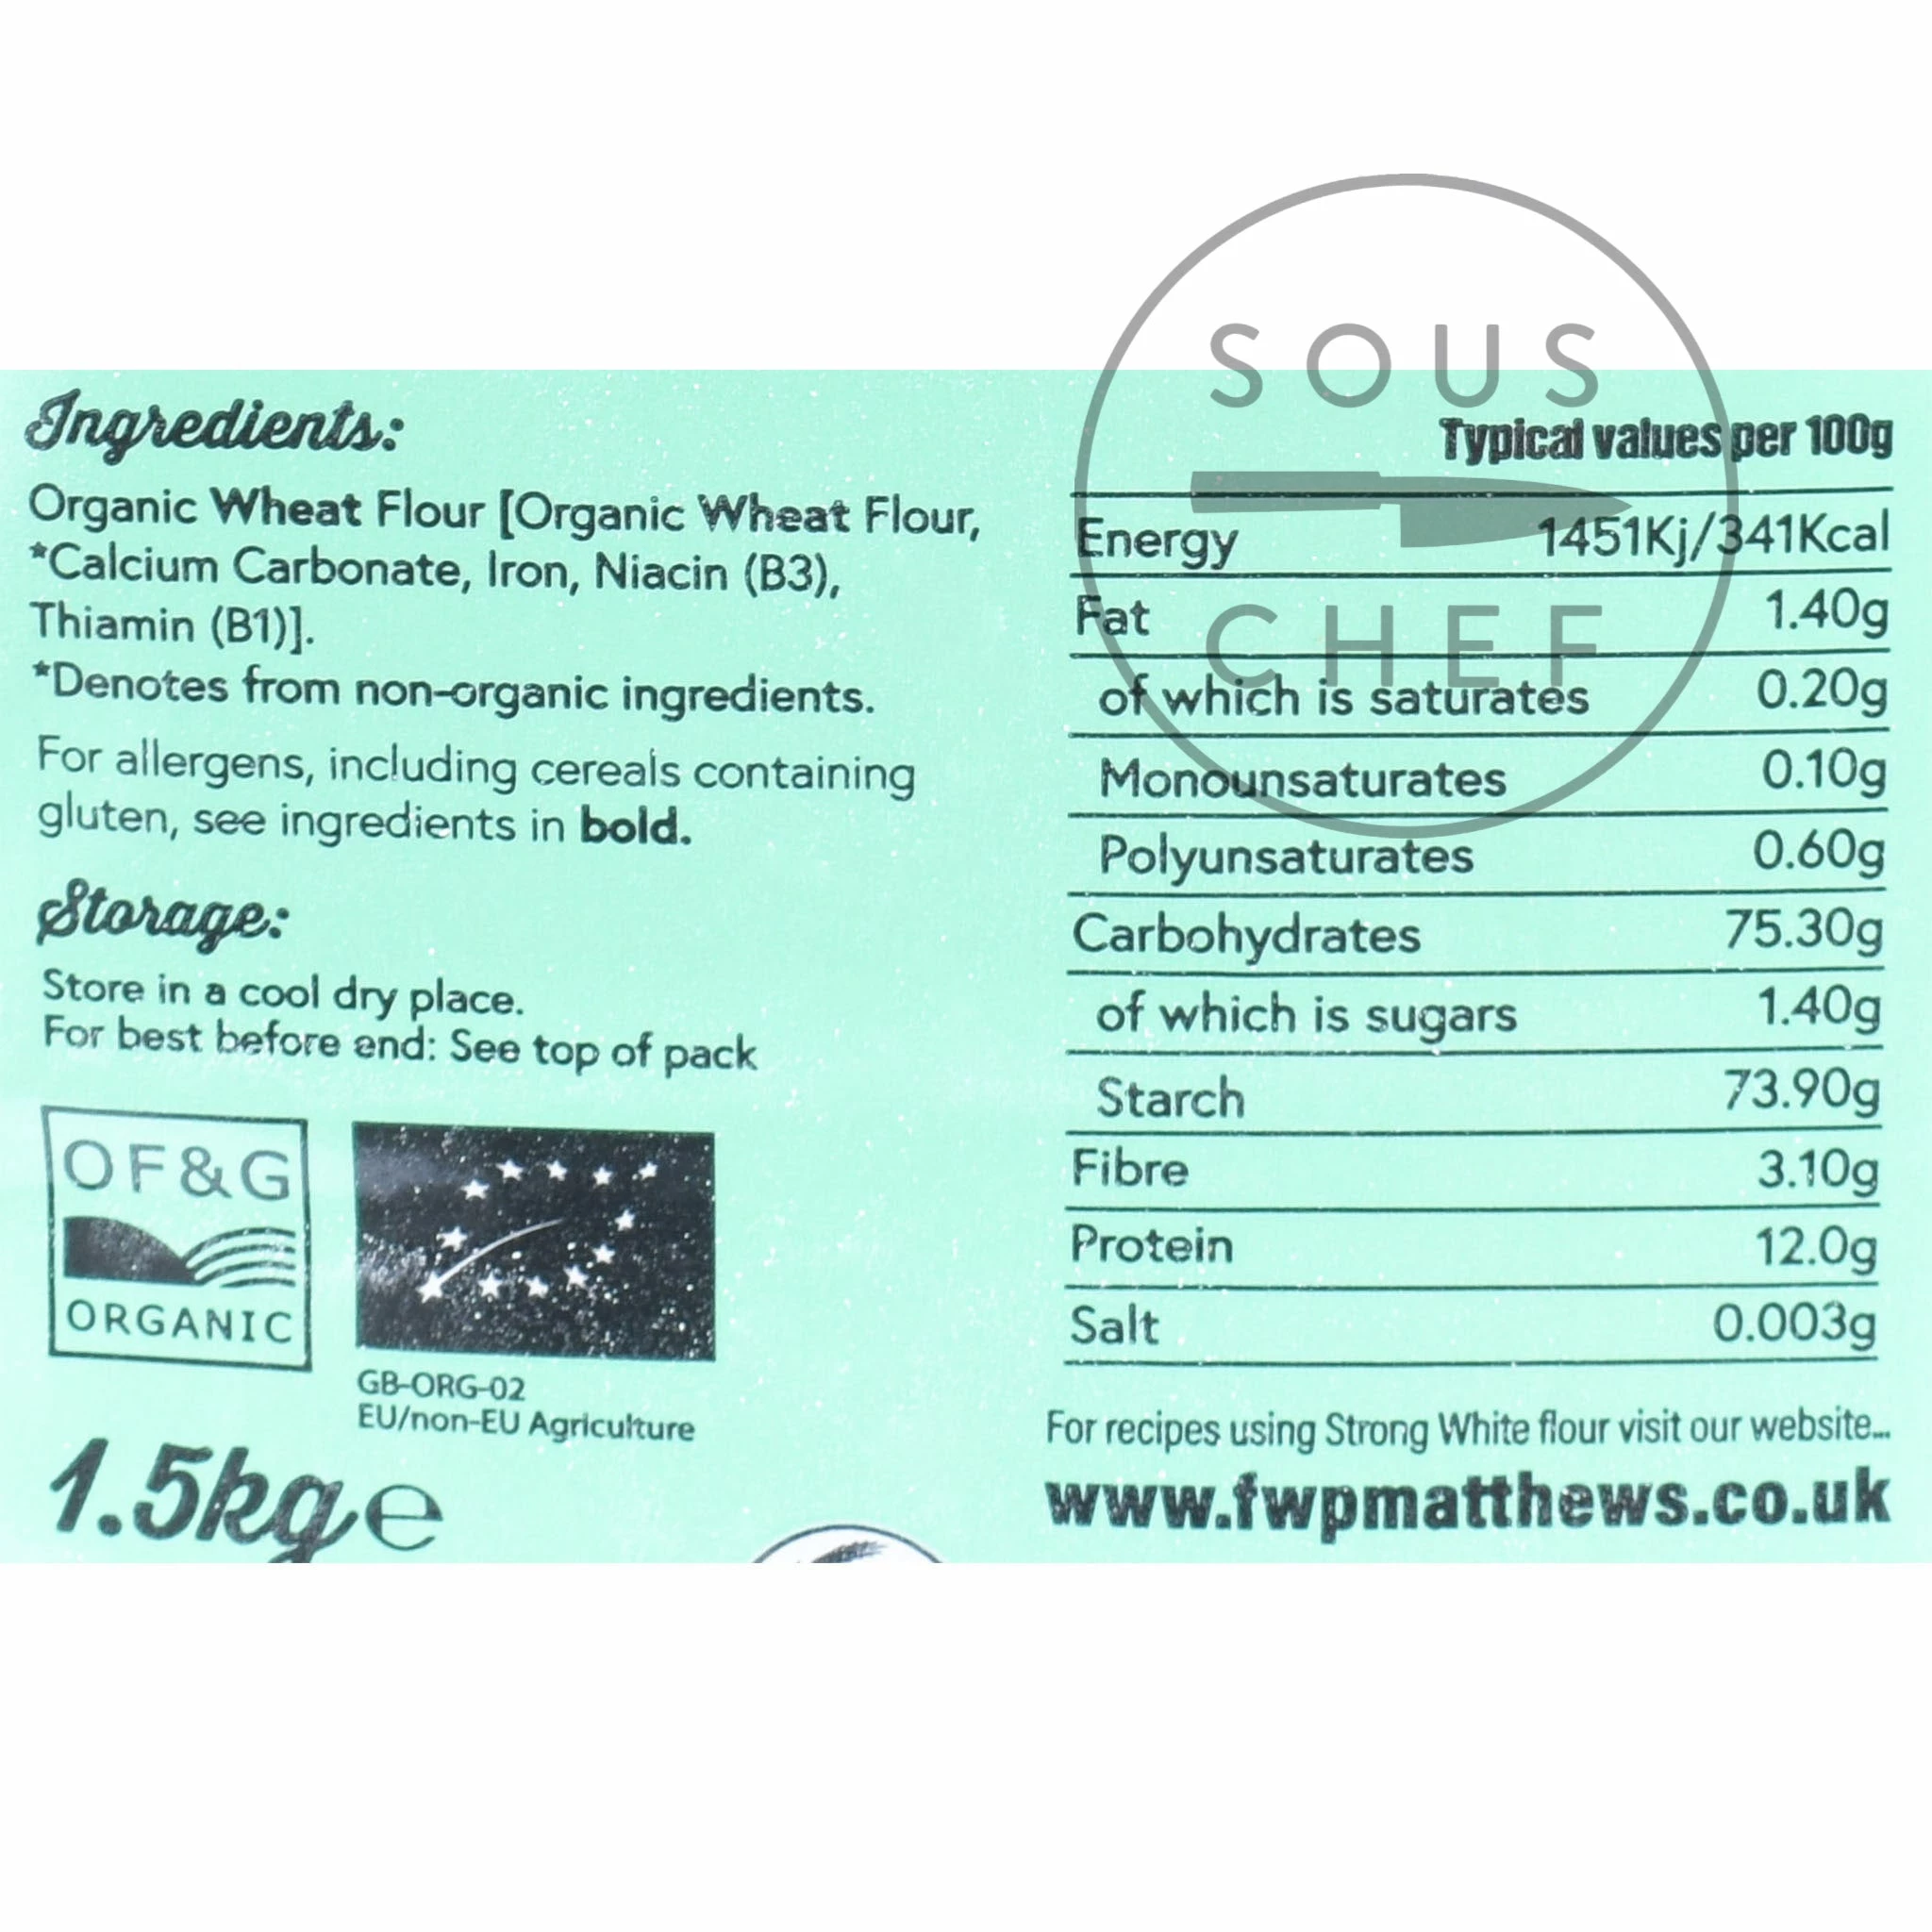 SOUS
CHEF
Ingredients:
Organic Wheat Flour [Organic Wheat Flour,
*Calcium Carbonate, Iron, Niacin (B3),
Thiamin (B1)].
*Denotes from non-organic ingredients.
For allergens, including cereals containing
gluten, see ingredients in bold.
Storage:
Store in a cool dry place.
For best before end: See top of pack
OF&G
ORGANIC
GB-ORG-02
EU/non-EU Agriculture
1.5kg e
Typical values per 100g
Energy 1451Kj/341Kcal
Fat 1.40g
of which is saturates 0.20g
Monounsaturates 0.10g
Polyunsaturates 0.60g
Carbohydrates 75.30g
of which is sugars 1.40g
Starch 73.90g
Fibre 3.10g
Protein 12.0g
Salt 0.003g
For recipes using Strong White flour visit our website...
www.fwpmatthews.co.uk